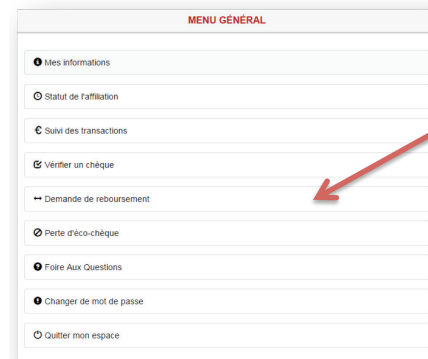 MENU GÉNÉRAL
Mes informations
Statut de l'affiliation
Suivi des transactions
Vérifier un chèque
Demande de reboursement
Perte d'éco-chèque
Foire Aux Questions
Changer de mot de passe
Quitter mon espace